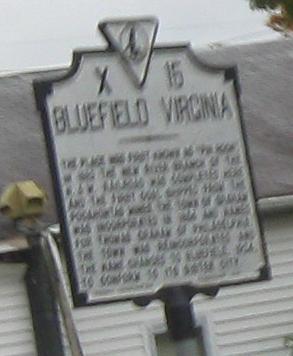 X 15
BLUEFIELD VIRGINIA
THE PLACE WAS FIRST KNOWN AS "PIN HOOK."
IN 1883 THE NEW RIVER BRANCH OF THE
N. & W. RAILROAD WAS COMPLETED HERE
AND THE FIRST COAL SHIPPED FROM THE
POCAHONTAS MINES. THE TOWN OF GRAHAM
WAS INCORPORATED IN AND NAMED
FOR THOMAS GRAHAM OF PHILADELPHIA.
THE TOWN WAS REINCORPORATED AND
THE NAME CHANGED TO BLUEFIELD,
TO CONFORM TO ITS SISTER CITY.